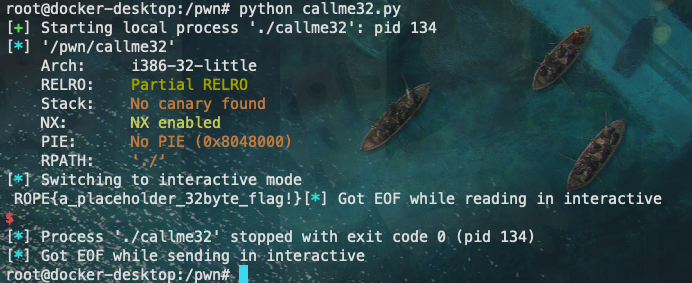 root@docker-desktop:/pwn# python callme32.py
[+] Starting local process './callme32': pid 134
[*] '/pwn/callme32'
    Arch:     i386-32-little
    RELRO:    Partial RELRO
    Stack:    No canary found
    NX:       NX enabled
    PIE:      No PIE (0x8048000)
    RPATH:    './'
[*] Switching to interactive mode
 ROPE{a_placeholder_32byte_flag!}[*] Got EOF while reading in interactive
$
[*] Process './callme32' stopped with exit code 0 (pid 134)
[*] Got EOF while sending in interactive
root@docker-desktop:/pwn#